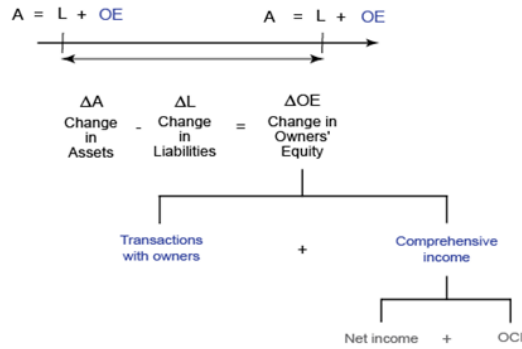 A = L + OE A = L + OE
ΔA ΔL ΔOE
Change in Assets - Change in Liabilities = Change in Owners' Equity
Transactions with owners + Comprehensive income
Net income + OCI